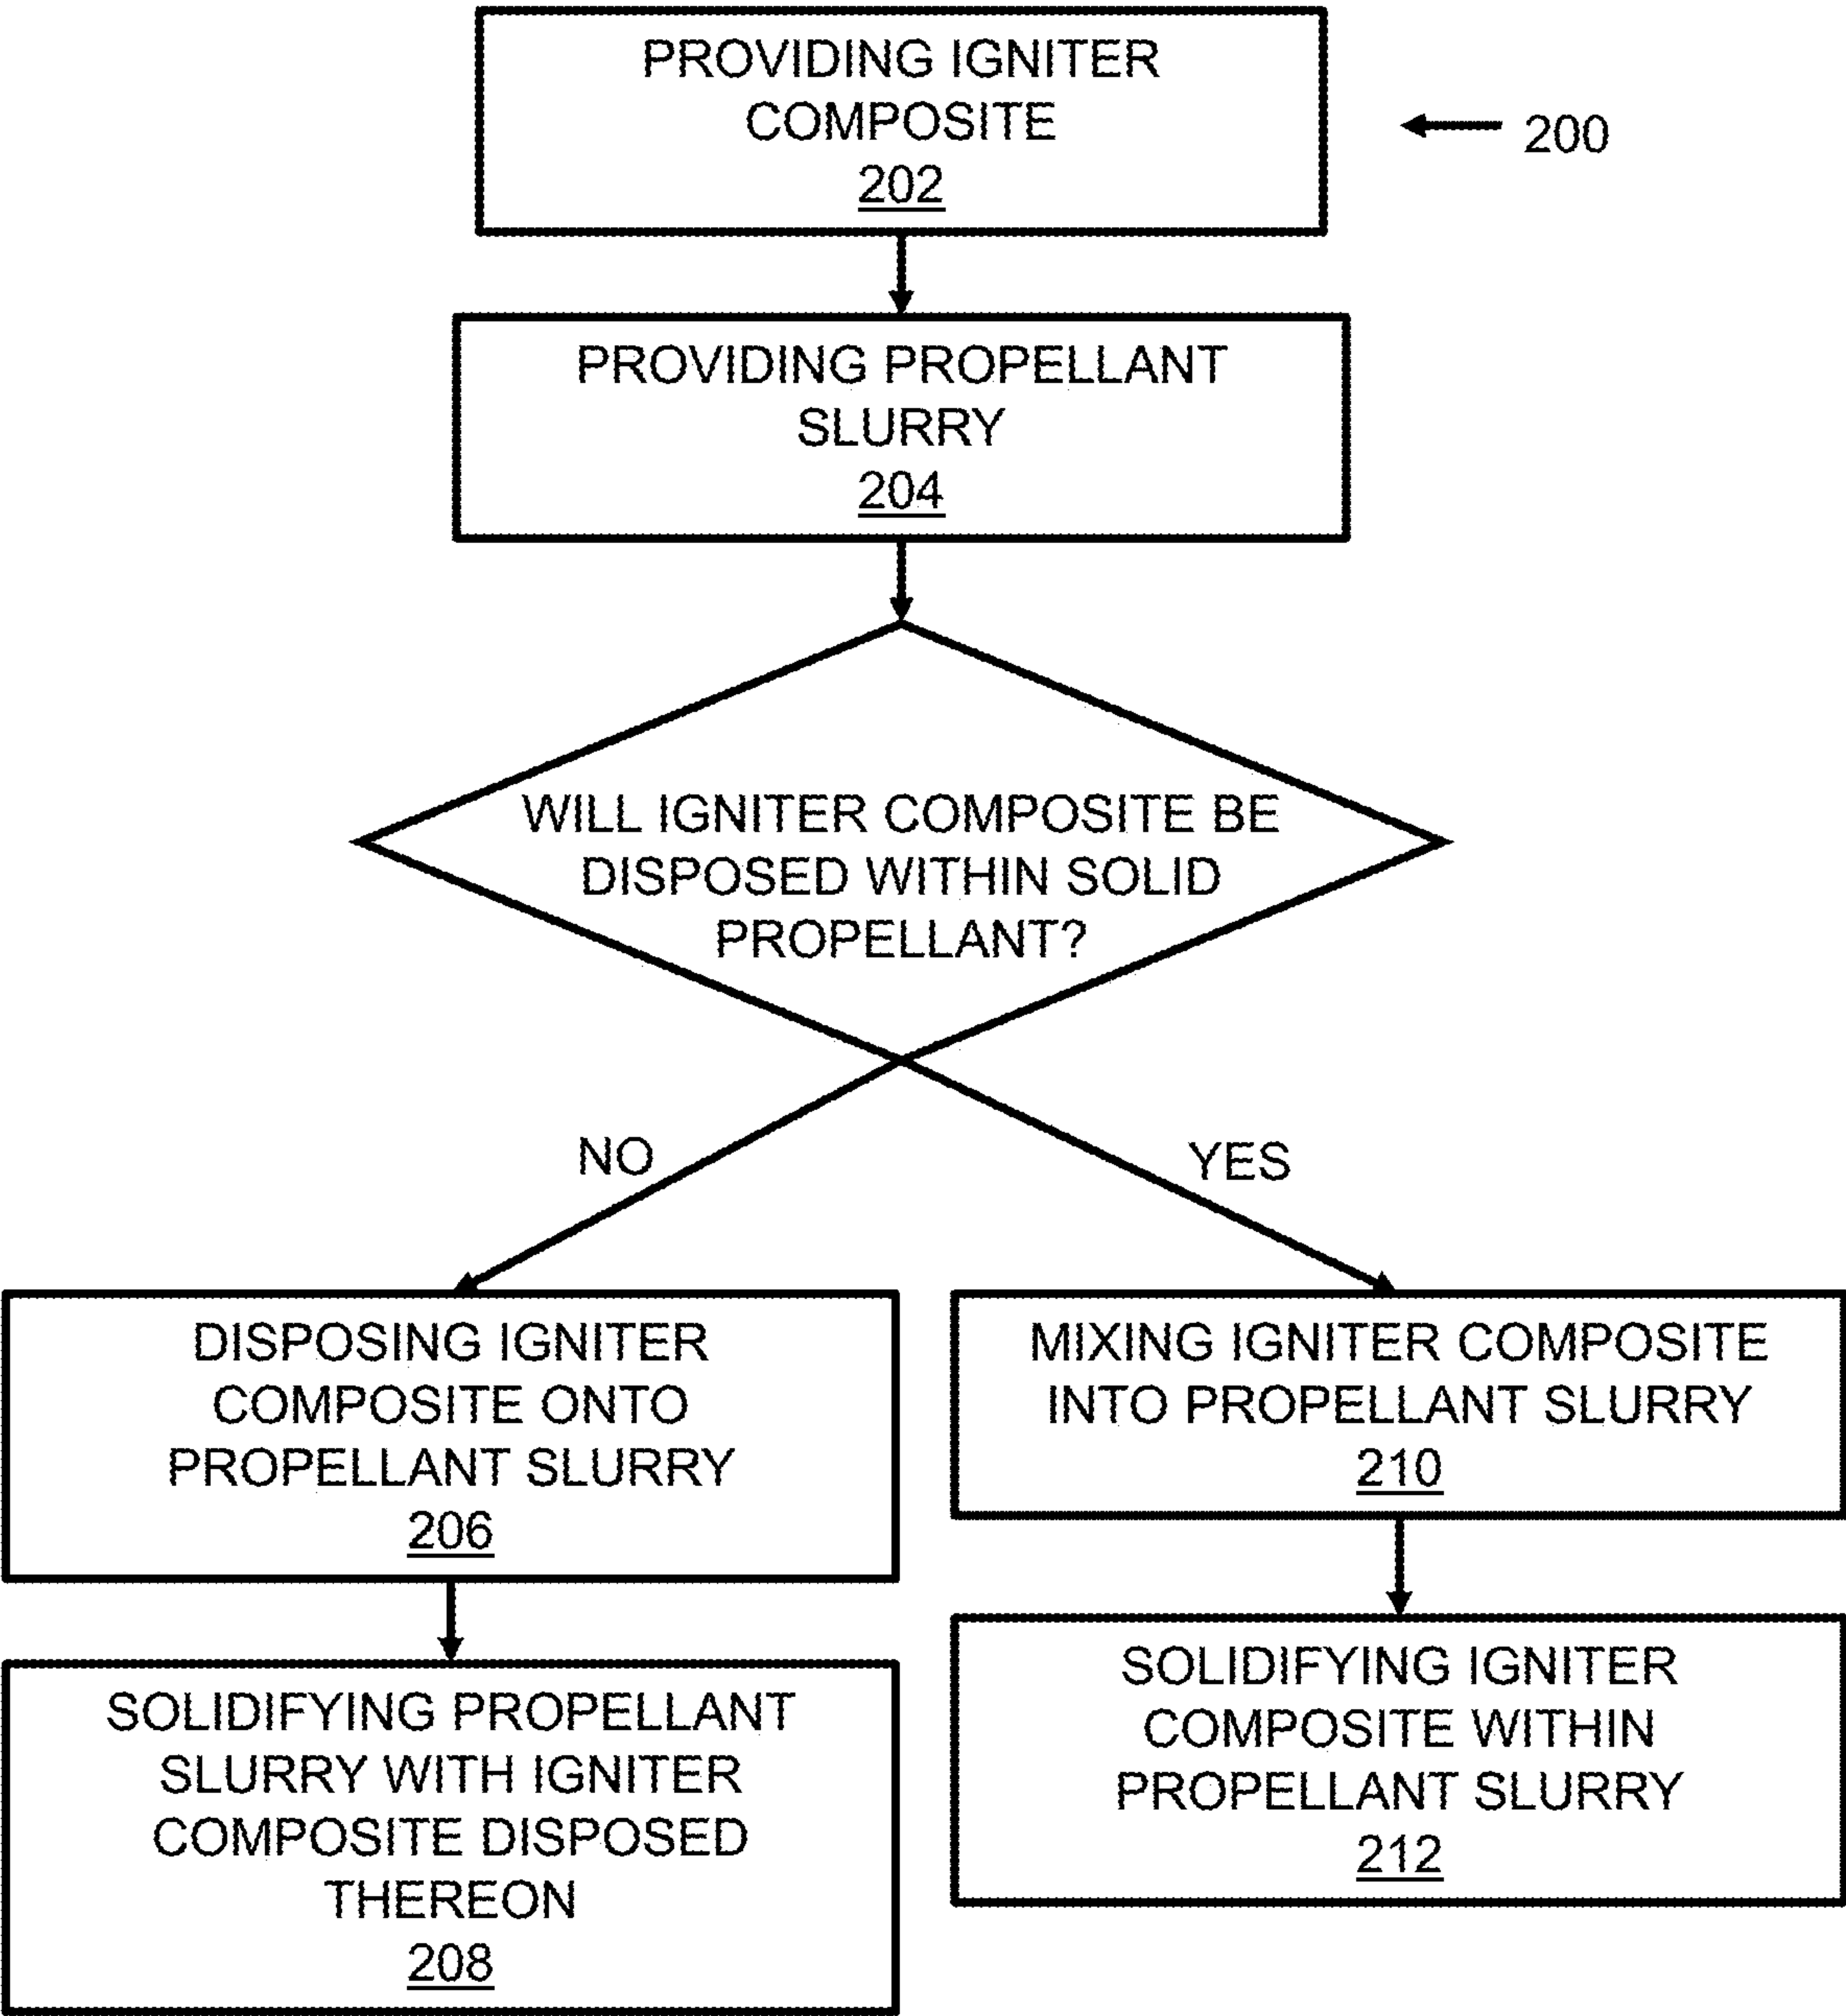 PROVIDING IGNITER
COMPOSITE
202
200
PROVIDING PROPELLANT
SLURRY
204
WILL IGNITER COMPOSITE BE
DISPOSED WITHIN SOLID
PROPELLANT?
NO
YES
DISPOSING IGNITER
COMPOSITE ONTO
PROPELLANT SLURRY
206
MIXING IGNITER COMPOSITE
INTO PROPELLANT SLURRY
210
SOLIDIFYING PROPELLANT
SLURRY WITH IGNITER
COMPOSITE DISPOSED
THEREON
208
SOLIDIFYING IGNITER
COMPOSITE WITHIN
PROPELLANT SLURRY
212